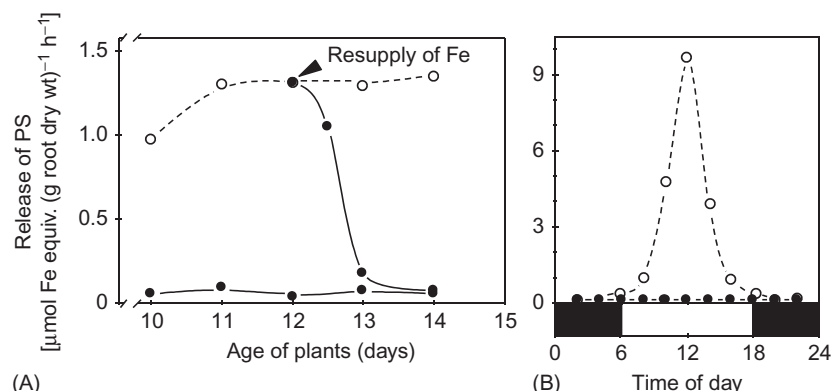 Release of PS
[μmol Fe equiv. (g root dry wt)⁻¹ h⁻¹]
1.5
1.0
0.5
0
Resupply of Fe
10 11 12 13 14 15
Age of plants (days)
(A)
9
6
3
0
0 6 12 18 24
Time of day
(B)